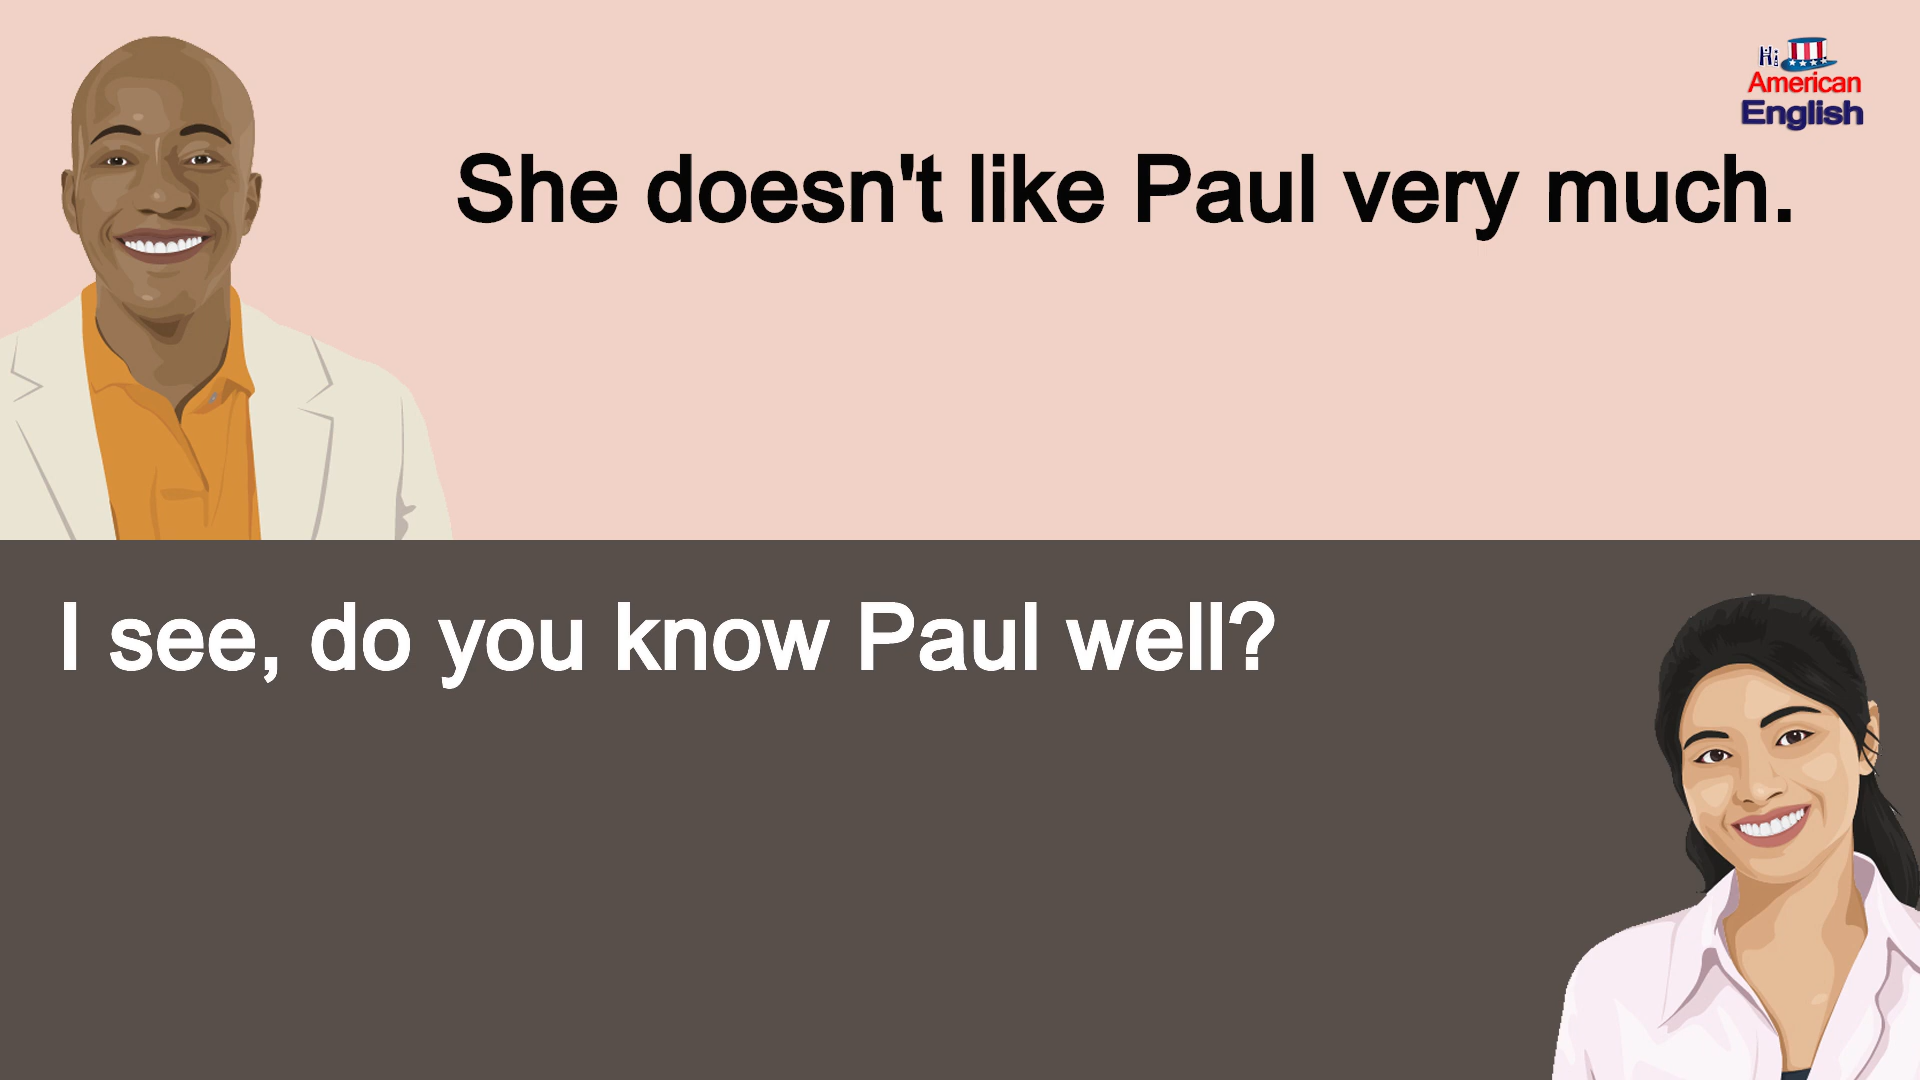 Hi
American
English
She doesn't like Paul very much.
I see, do you know Paul well?